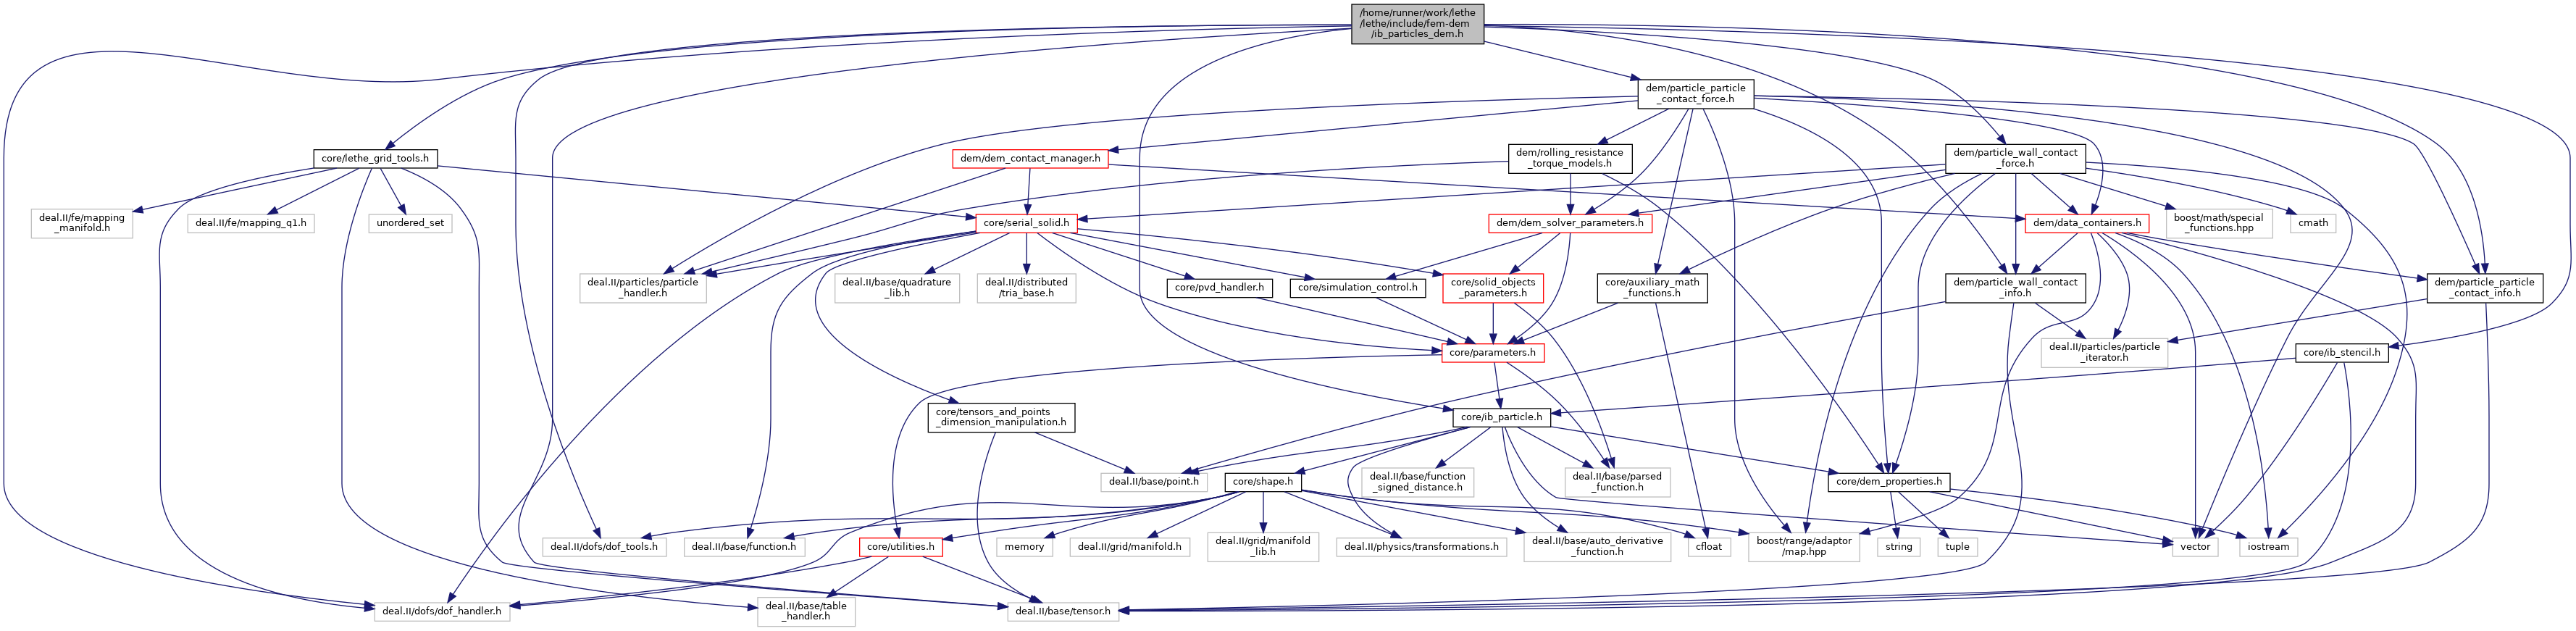 /home/runner/work/lethe
/lethe/include/fem-dem
/ib_particles_dem.h
dem/particle_particle
_contact_force.h
core/lethe_grid_tools.h
dem/dem_contact_manager.h
dem/rolling_resistance
_torque_models.h
dem/particle_wall_contact
_force.h
deal.II/fe/mapping
_manifold.h
deal.II/fe/mapping_q1.h
unordered_set
core/serial_solid.h
dem/dem_solver_parameters.h
dem/data_containers.h
boost/math/special
_functions.hpp
cmath
deal.II/particles/particle
_handler.h
deal.II/base/quadrature
_lib.h
deal.II/distributed
/tria_base.h
core/pvd_handler.h
core/simulation_control.h
core/solid_objects
_parameters.h
core/auxiliary_math
_functions.h
dem/particle_wall_contact
_info.h
dem/particle_particle
_contact_info.h
core/parameters.h
deal.II/particles/particle
_iterator.h
core/ib_stencil.h
core/tensors_and_points
_dimension_manipulation.h
core/ib_particle.h
deal.II/base/point.h
core/shape.h
deal.II/base/function
_signed_distance.h
deal.II/base/parsed
_function.h
core/dem_properties.h
deal.II/dofs/dof_tools.h
deal.II/base/function.h
core/utilities.h
memory
deal.II/grid/manifold.h
deal.II/grid/manifold
_lib.h
deal.II/physics/transformations.h
deal.II/base/auto_derivative
_function.h
cfloat
boost/range/adaptor
/map.hpp
string
tuple
vector
iostream
deal.II/dofs/dof_handler.h
deal.II/base/table
_handler.h
deal.II/base/tensor.h